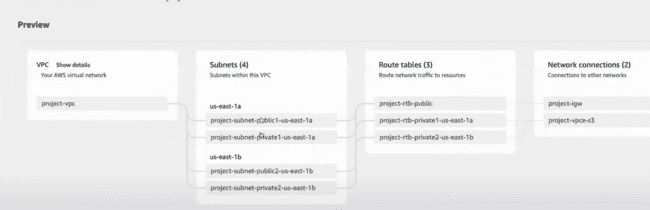 Preview
VPC Show details
Your AWS virtual network
project-vpc
Subnets (4)
Subnets within this VPC
us-east-1a
project-subnet-public1-us-east-1a
project-subnet-private1-us-east-1a
us-east-1b
project-subnet-public2-us-east-1b
project-subnet-private2-us-east-1b
Route tables (3)
Route network traffic to resources
project-rtb-public
project-rtb-private1-us-east-1a
project-rtb-private2-us-east-1b
Network connections (2)
Connections to other networks
project-igw
project-vpce-s3